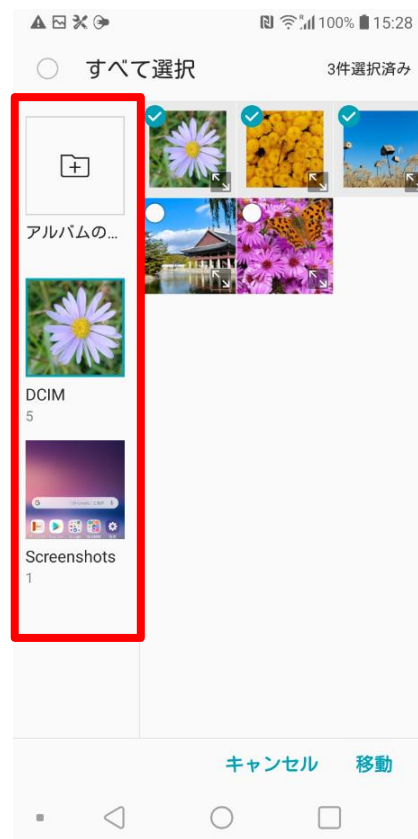 100% 15:28
すべて選択
3件選択済み
アルバムの...
DCIM
5
Screenshots
1
キャンセル 移動